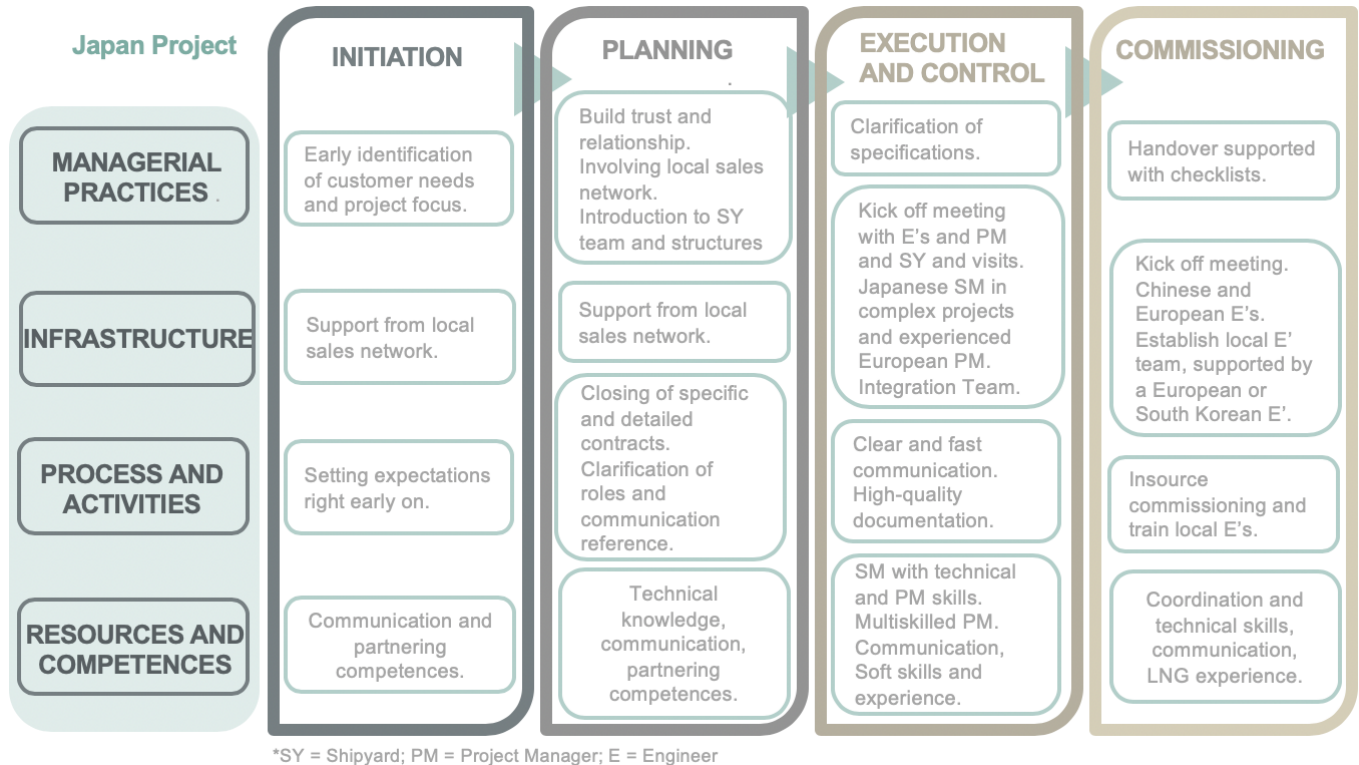 Japan Project
INITIATION
PLANNING
.
EXECUTION
AND CONTROL
COMMISSIONING
MANAGERIAL
PRACTICES .
Early identification
of customer needs
and project focus.
Build trust and
relationship.
Involving local sales
network.
Introduction to SY
team and structures
Clarification of
specifications.
Handover supported
with checklists.
INFRASTRUCTURE
Support from local
sales network.
Support from local
sales network.
Kick off meeting
with E’s and PM
and SY and visits.
Japanese SM in
complex projects
and experienced
European PM.
Integration Team.
Kick off meeting.
Chinese and
European E’s.
Establish local E’
team, supported by
a European or
South Korean E’.
PROCESS AND
ACTIVITIES
Setting expectations
right early on.
Closing of specific
and detailed
contracts.
Clarification of
roles and
communication
reference.
Clear and fast
communication.
High-quality
documentation.
Insource
commissioning and
train local E’s.
RESOURCES AND
COMPETENCES
Communication and
partnering
competences.
Technical
knowledge,
communication,
partnering
competences.
SM with technical
and PM skills.
Multiskilled PM.
Communication,
Soft skills and
experience.
Coordination and
technical skills,
communication,
LNG experience.
*SY = Shipyard; PM = Project Manager; E = Engineer